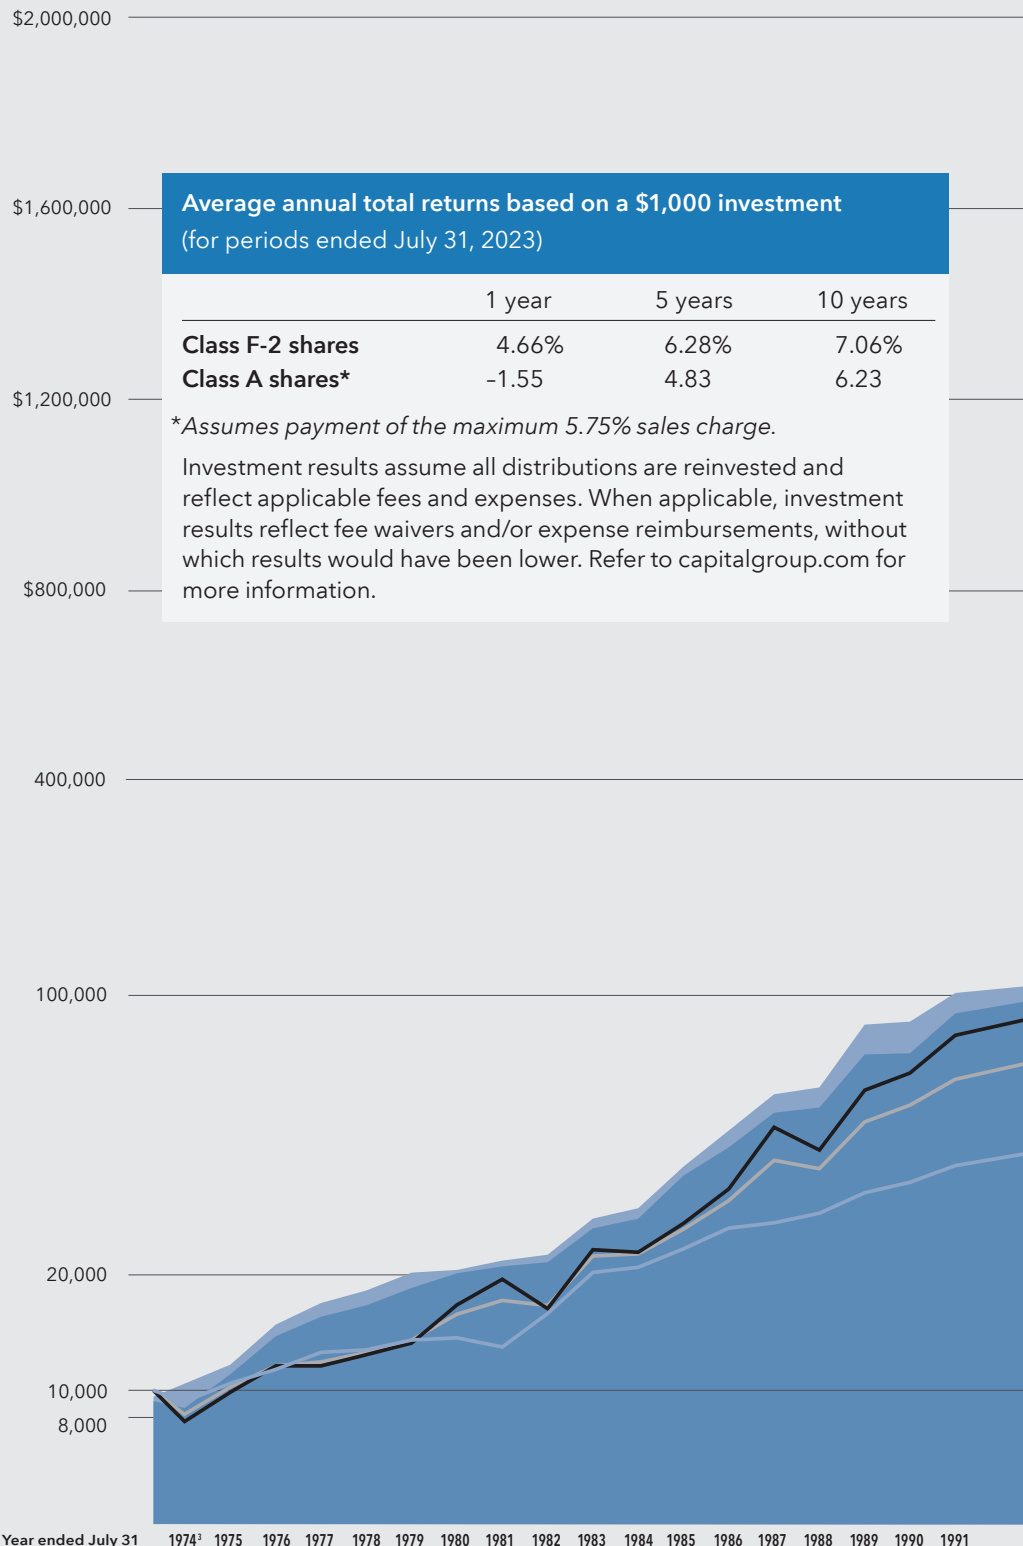 $2,000,000
$1,600,000
Average annual total returns based on a $1,000 investment
(for periods ended July 31, 2023)
1 year 5 years 10 years
Class F-2 shares 4.66% 6.28% 7.06%
Class A shares* –1.55 4.83 6.23
$1,200,000
*Assumes payment of the maximum 5.75% sales charge.
Investment results assume all distributions are reinvested and
reflect applicable fees and expenses. When applicable, investment
results reflect fee waivers and/or expense reimbursements, without
which results would have been lower. Refer to capitalgroup.com for
more information.
$800,000
400,000
100,000
20,000
10,000
8,000
Year ended July 31 1974³ 1975 1976 1977 1978 1979 1980 1981 1982 1983 1984 1985 1986 1987 1988 1989 1990 1991